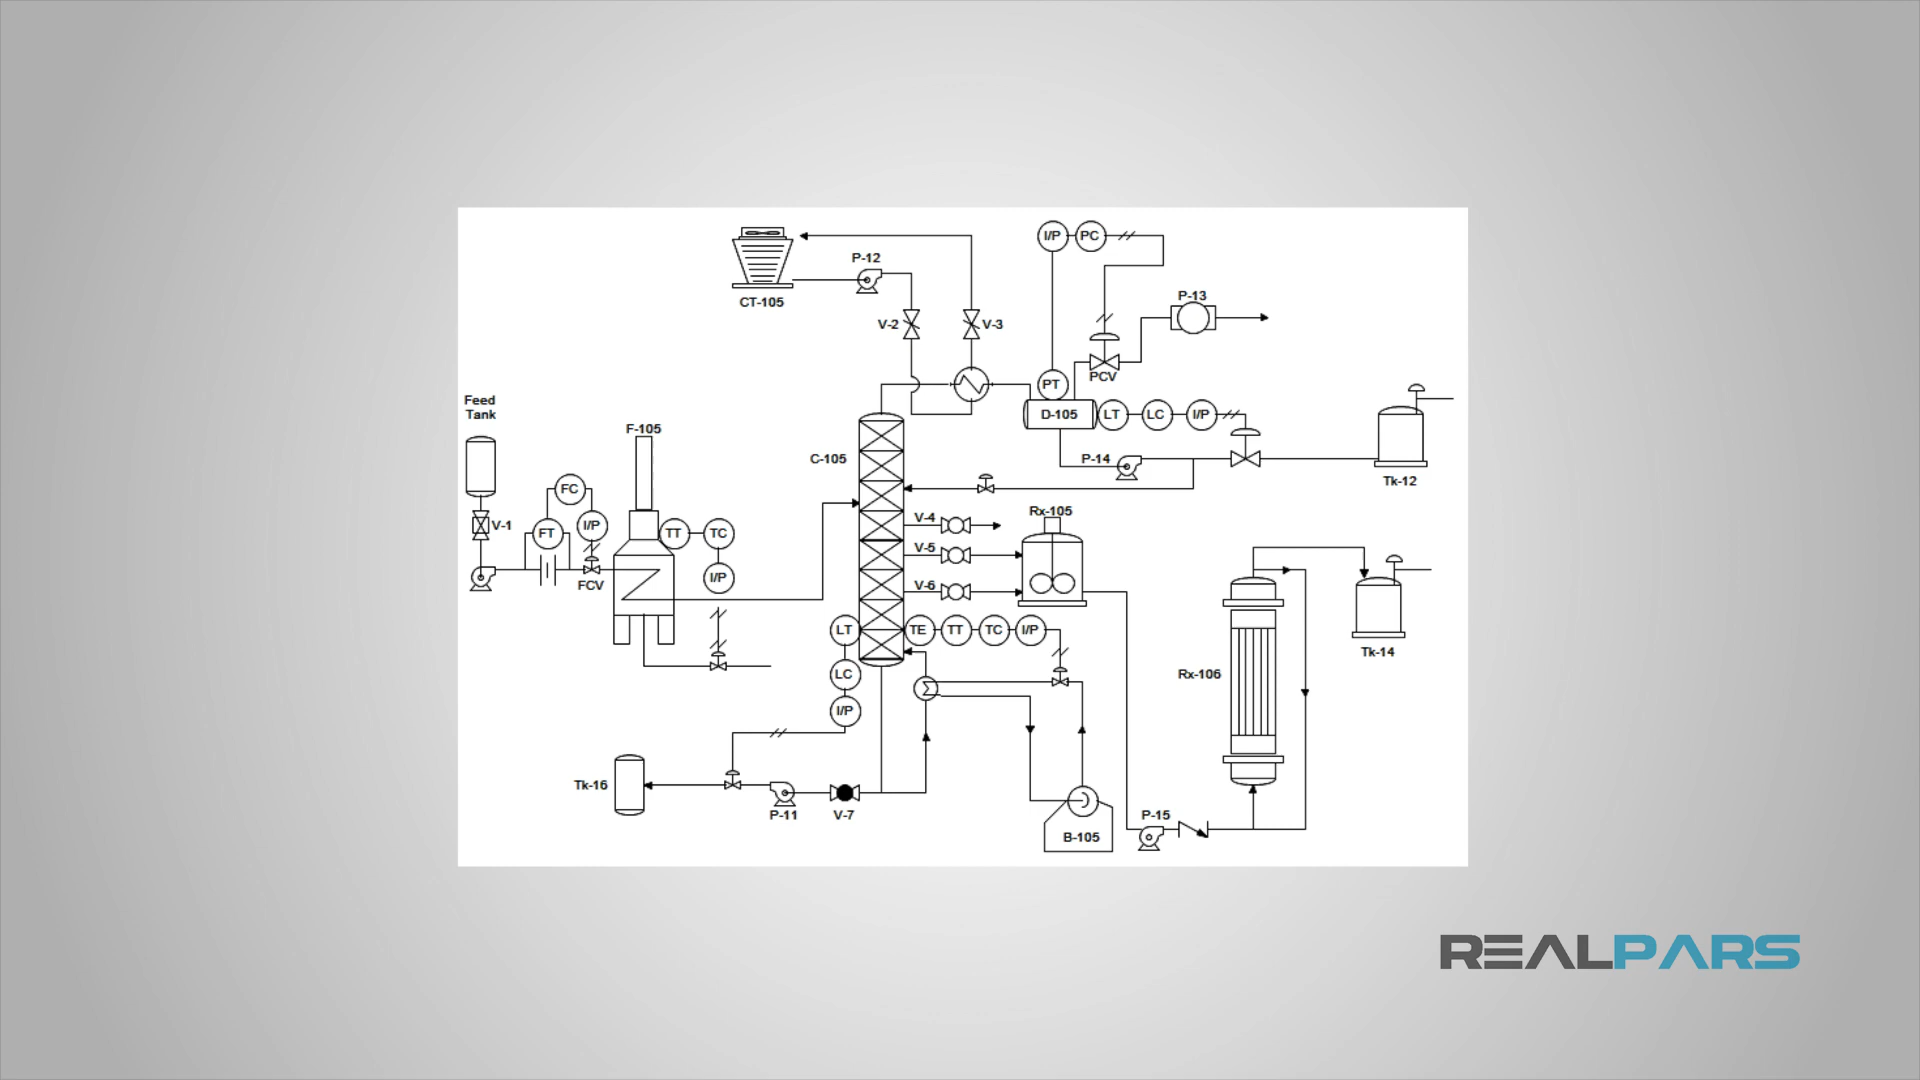 I/P
PC
P-12
CT-105
P-13
V-2
V-3
PCV
PT
Feed
Tank
D-105
LT
LC
I/P
F-105
C-105
P-14
Tk-12
FC
V-1
FT
I/P
TT
TC
V-4
Rx-105
V-5
FCV
I/P
V-6
LT
TE
TT
TC
I/P
Tk-14
LC
Rx-106
I/P
Tk-16
P-11
V-7
P-15
B-105
REALPARS